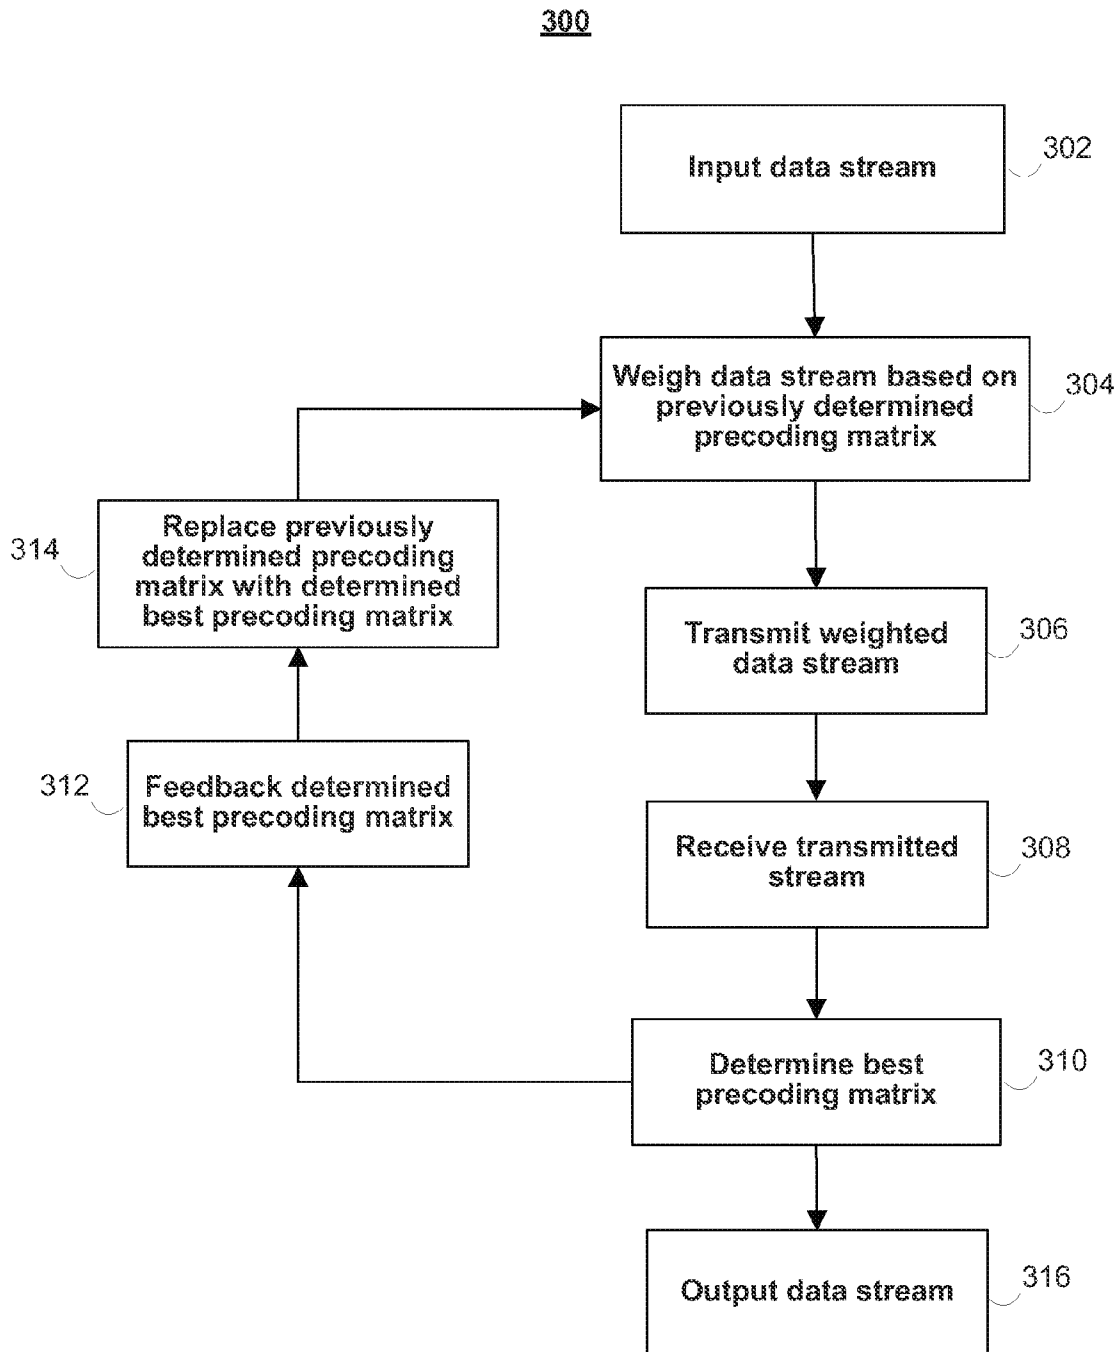 300
Input data stream
302
Weigh data stream based on
previously determined
precoding matrix
304
Replace previously
determined precoding
matrix with determined
best precoding matrix
314
Transmit weighted
data stream
306
Feedback determined
best precoding matrix
312
Receive transmitted
stream
308
Determine best
precoding matrix
310
Output data stream
316